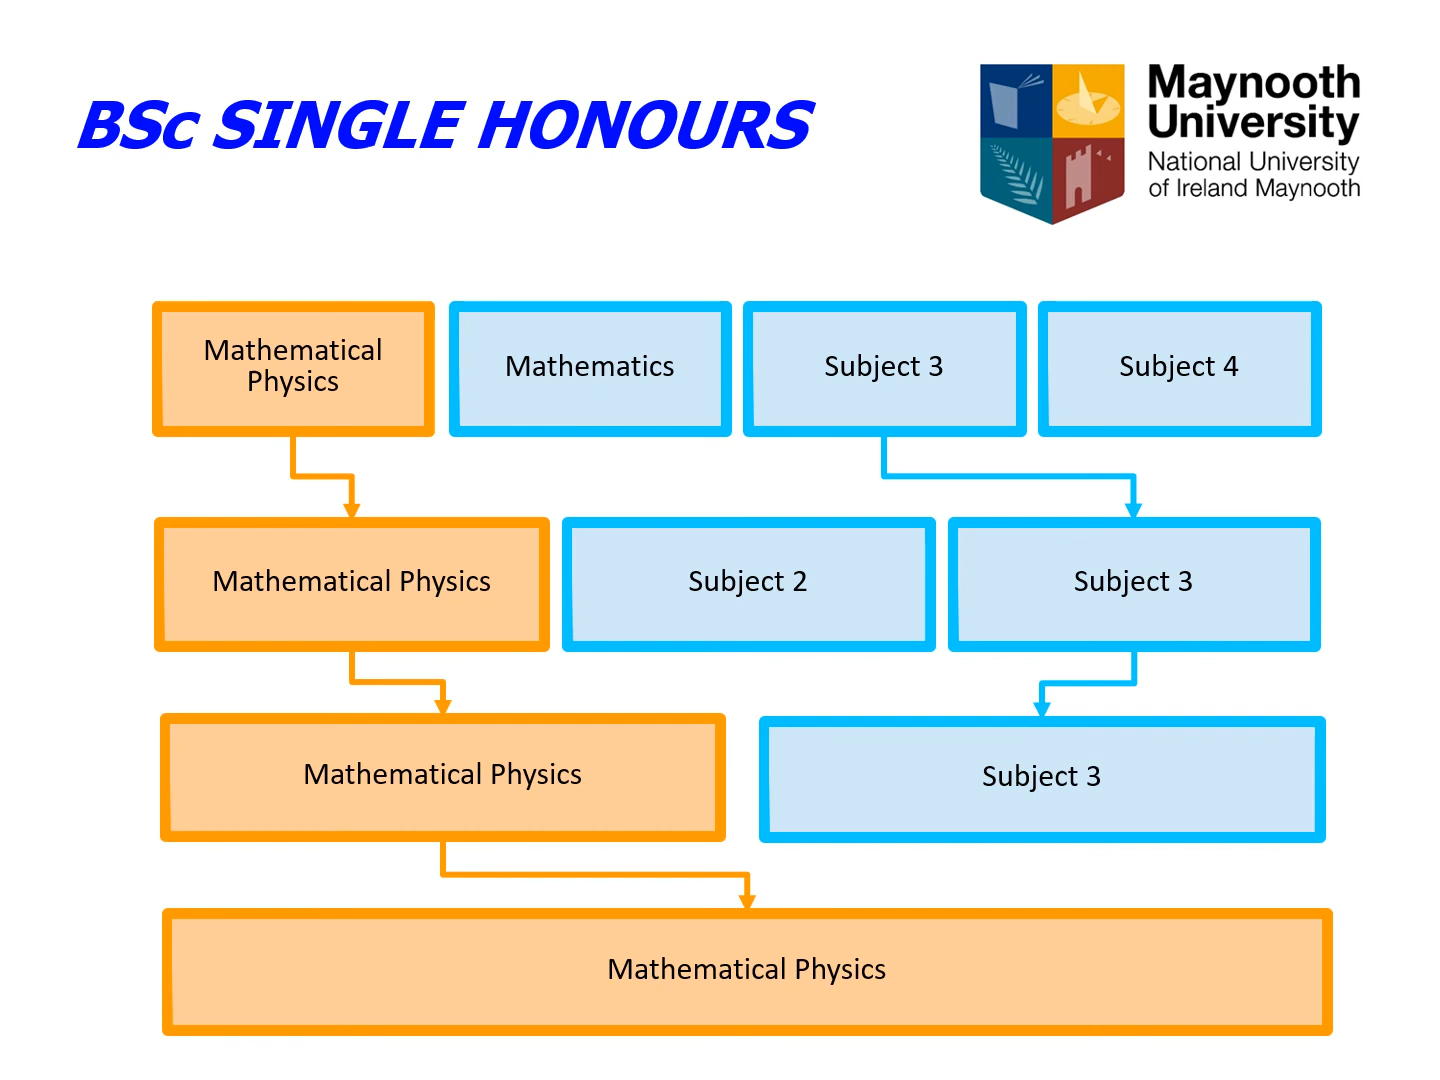 BSc SINGLE HONOURS
Maynooth
University
National University
of Ireland Maynooth
Mathematical
Physics
Mathematics
Subject 3
Subject 4
Mathematical Physics
Subject 2
Subject 3
Mathematical Physics
Subject 3
Mathematical Physics